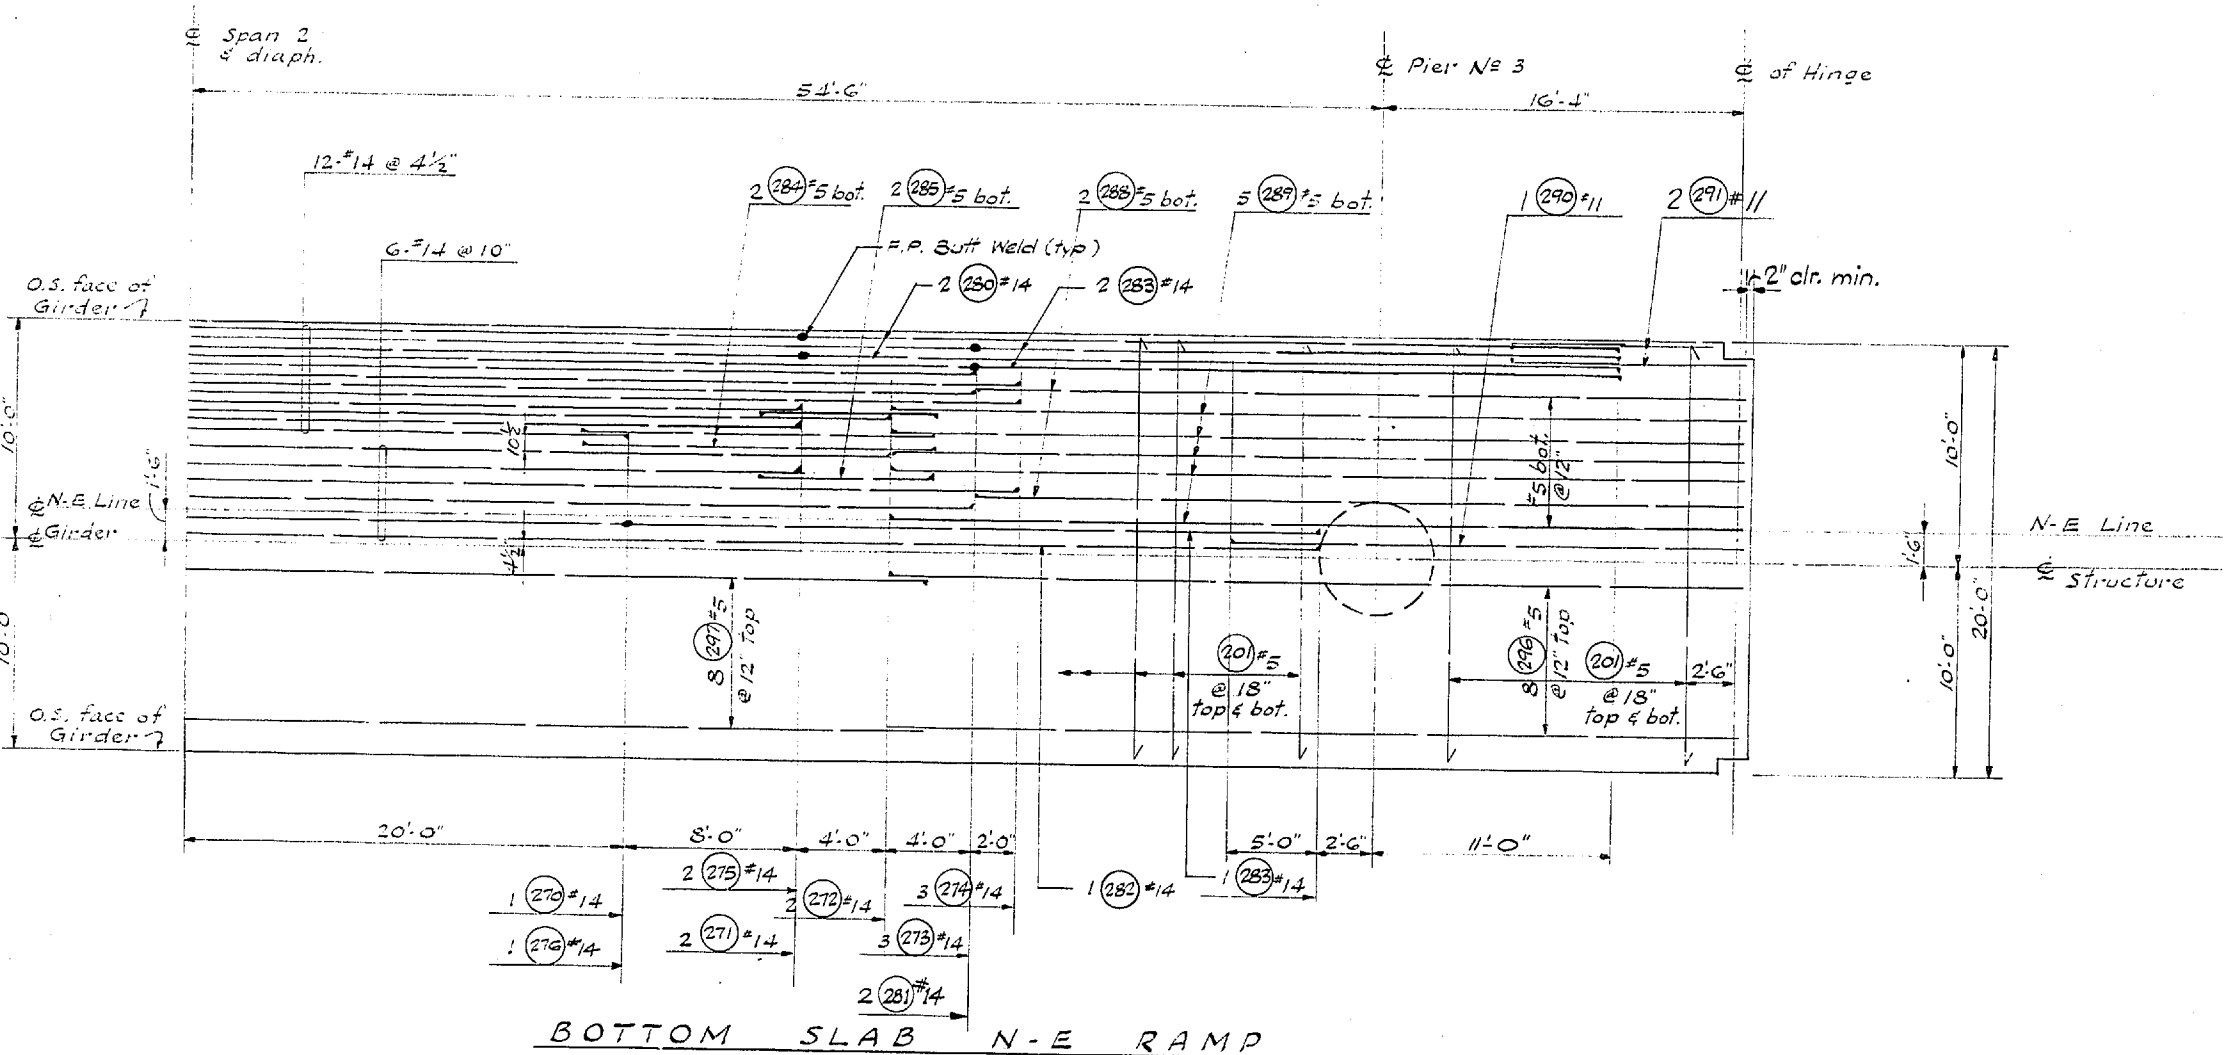 ℄ Span 2
& diaph.
℄ Pier Nº 3
℄ of Hinge
54'-6"
16'-4"
12-#14 @ 4½"
2 (284) #5 bot.
2 (285) #5 bot.
2 (288) #5 bot.
5 (289) #5 bot.
1 (290) #11
2 (291) #11
6-#14 @ 10"
F.P. Butt Weld (typ)
2 (280) #14
2 (283) #14
2" clr. min.
O.S. face of
Girder
10'-0"
1'-6"
10½
℄ N-E Line
℄ Girder
4½
#5 bot.
@ 12"
10'-0"
20'-0"
N-E Line
1'-6"
℄ Structure
10'-0"
8 (297) #5
@ 12" Top
(201) #5
@ 18"
top & bot.
8 (296) #5
@ 12" Top
(201) #5
@ 18"
top & bot.
2'-6"
10'-0"
O.S. face of
Girder
20'-0"
8'-0"
4'-0"
4'-0"
2'-0"
5'-0"
2'-6"
11'-0"
1 (270) #14
2 (275) #14
2 (272) #14
3 (274) #14
1 (282) #14
1 (283) #14
1 (276) #14
2 (271) #14
3 (273) #14
2 (281) #14
BOTTOM SLAB N-E RAMP